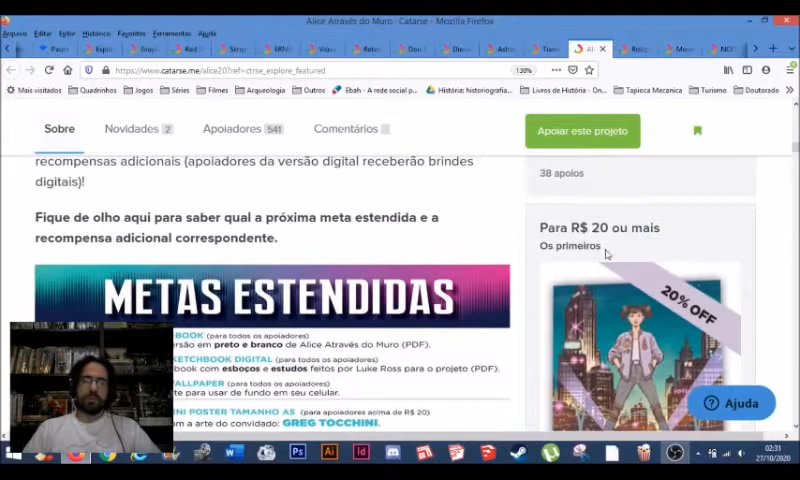 Alice Através do Muro · Catarse - Mozilla Firefox
Arquivo Editar Exibir Histórico Favoritos Ferramentas Ajuda
https://www.catarse.me/alice20?ref=ctrse_explore_featured
130%
Mais visitados Quadrinhos Jogos Séries Filmes Arqueologia Outros Ebah - A rede social p... História: historiograf... Livros de História - On... Tapioca Mecanica Turismo Doutorado
Sobre Novidades 2 Apoiadores 541 Comentários
Apoiar este projeto
recompensas adicionais (apoiadores da versão digital receberão brindes
digitais)!
38 apoios
Fique de olho aqui para saber qual a próxima meta estendida e a
recompensa adicional correspondente.
Para R$ 20 ou mais
Os primeiros
METAS ESTENDIDAS
20% OFF
BOOK (para todos os apoiadores)
ersão em preto e branco de Alice Através do Muro (PDF).
KETCHBOOK DIGITAL (para todos os apoiadores)
book com esboços e estudos feitos por Luke Ross para o projeto (PDF).
WALLPAPER (para todos os apoiadores)
te para usar de fundo em seu celular.
INI POSTER TAMANHO A5 (para apoiadores acima de R$ 20)
om a arte do convidado: GREG TOCCHINI.
Ajuda
02:31
27/10/2020